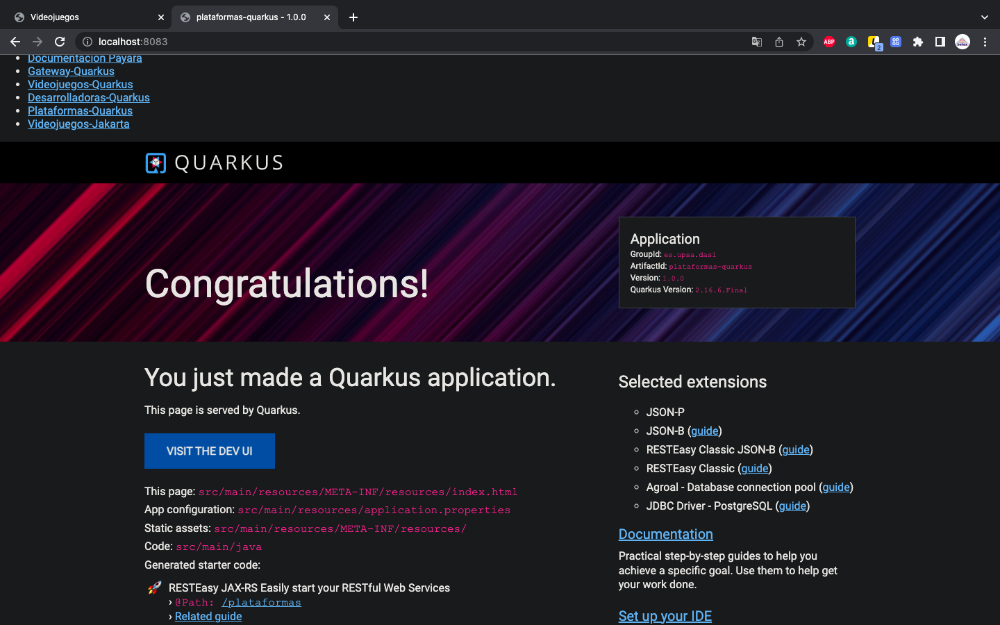 Videojuegos
plataformas-quarkus - 1.0.0
localhost:8083
ABP
a
2
Documentación Payara
Gateway-Quarkus
Videojuegos-Quarkus
Desarrolladoras-Quarkus
Plataformas-Quarkus
Videojuegos-Jakarta
QUARKUS
Congratulations!
Application
GroupId: es.upsa.dasi
ArtifactId: plataformas-quarkus
Version: 1.0.0
Quarkus Version: 2.16.6.Final
You just made a Quarkus application.
This page is served by Quarkus.
VISIT THE DEV UI
This page: src/main/resources/META-INF/resources/index.html
App configuration: src/main/resources/application.properties
Static assets: src/main/resources/META-INF/resources/
Code: src/main/java
Generated starter code:
RESTEasy JAX-RS Easily start your RESTful Web Services
› @Path: /plataformas
› Related guide
Selected extensions
JSON-P
JSON-B (guide)
RESTEasy Classic JSON-B (guide)
RESTEasy Classic (guide)
Agroal - Database connection pool (guide)
JDBC Driver - PostgreSQL (guide)
Documentation
Practical step-by-step guides to help you
achieve a specific goal. Use them to help get
your work done.
Set up your IDE